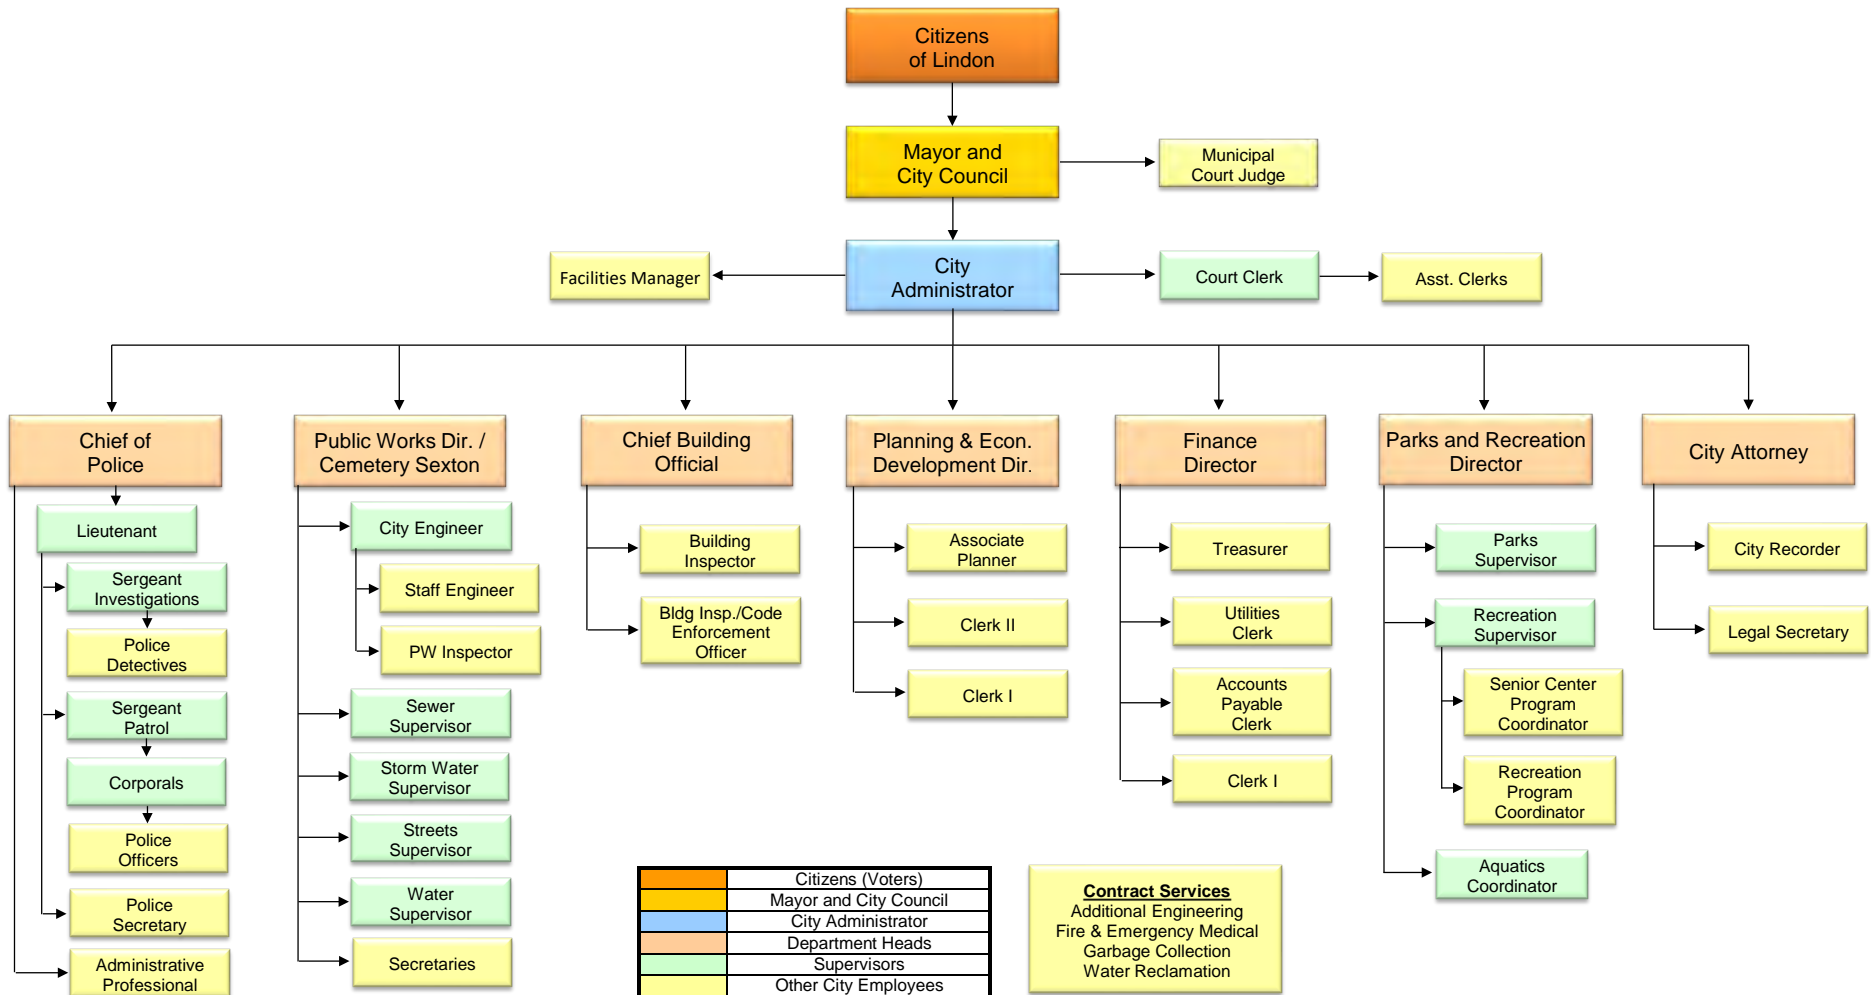 Citizens
of Lindon
Mayor and
City Council
Municipal
Court Judge
Facilities Manager
City
Administrator
Court Clerk
Asst. Clerks
Chief of
Police
Public Works Dir. /
Cemetery Sexton
Chief Building
Official
Planning & Econ.
Development Dir.
Finance
Director
Parks and Recreation
Director
City Attorney
Lieutenant
Sergeant
Investigations
Police
Detectives
Sergeant
Patrol
Corporals
Police
Officers
Police
Secretary
Administrative
Professional
City Engineer
Staff Engineer
PW Inspector
Sewer
Supervisor
Storm Water
Supervisor
Streets
Supervisor
Water
Supervisor
Secretaries
Building
Inspector
Bldg Insp./Code
Enforcement
Officer
Associate
Planner
Clerk II
Clerk I
Treasurer
Utilities
Clerk
Accounts
Payable
Clerk
Clerk I
Parks
Supervisor
Recreation
Supervisor
Senior Center
Program
Coordinator
Recreation
Program
Coordinator
Aquatics
Coordinator
City Recorder
Legal Secretary
Citizens (Voters)
Mayor and City Council
City Administrator
Department Heads
Supervisors
Other City Employees
Contract Services
Additional Engineering
Fire & Emergency Medical
Garbage Collection
Water Reclamation